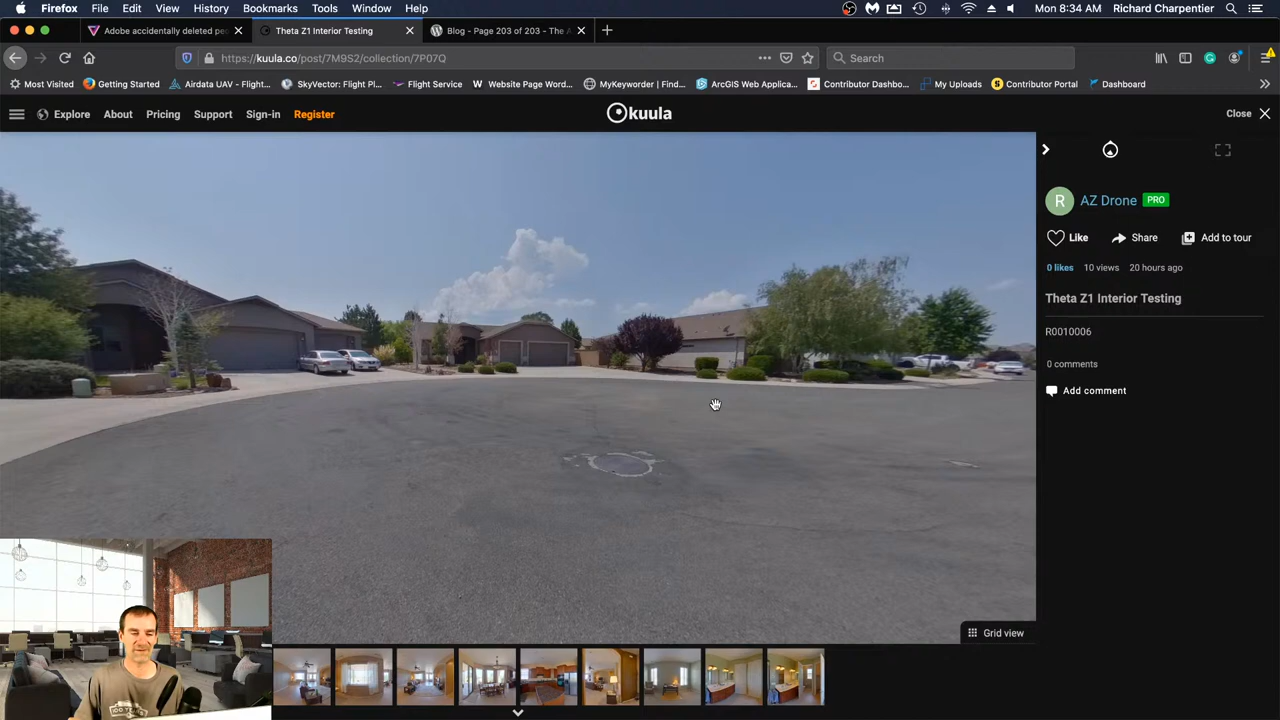 Firefox File Edit View History Bookmarks Tools Window Help Mon 8:34 AM Richard Charpentier
Adobe accidentally deleted pe
Theta Z1 Interior Testing
Blog - Page 203 of 203 - The A
https://kuula.co/post/7M9S2/collection/7P07Q
Search
Most Visited Getting Started Airdata UAV - Flight... SkyVector: Flight Pl... Flight Service Website Page Word... MyKeyworder | Find... ArcGIS Web Applica... Contributor Dashbo... My Uploads Contributor Portal Dashboard
Explore About Pricing Support Sign-in Register
kuula
Close
AZ Drone PRO
Like Share Add to tour
0 likes 10 views 20 hours ago
Theta Z1 Interior Testing
R0010006
0 comments
Add comment
Grid view